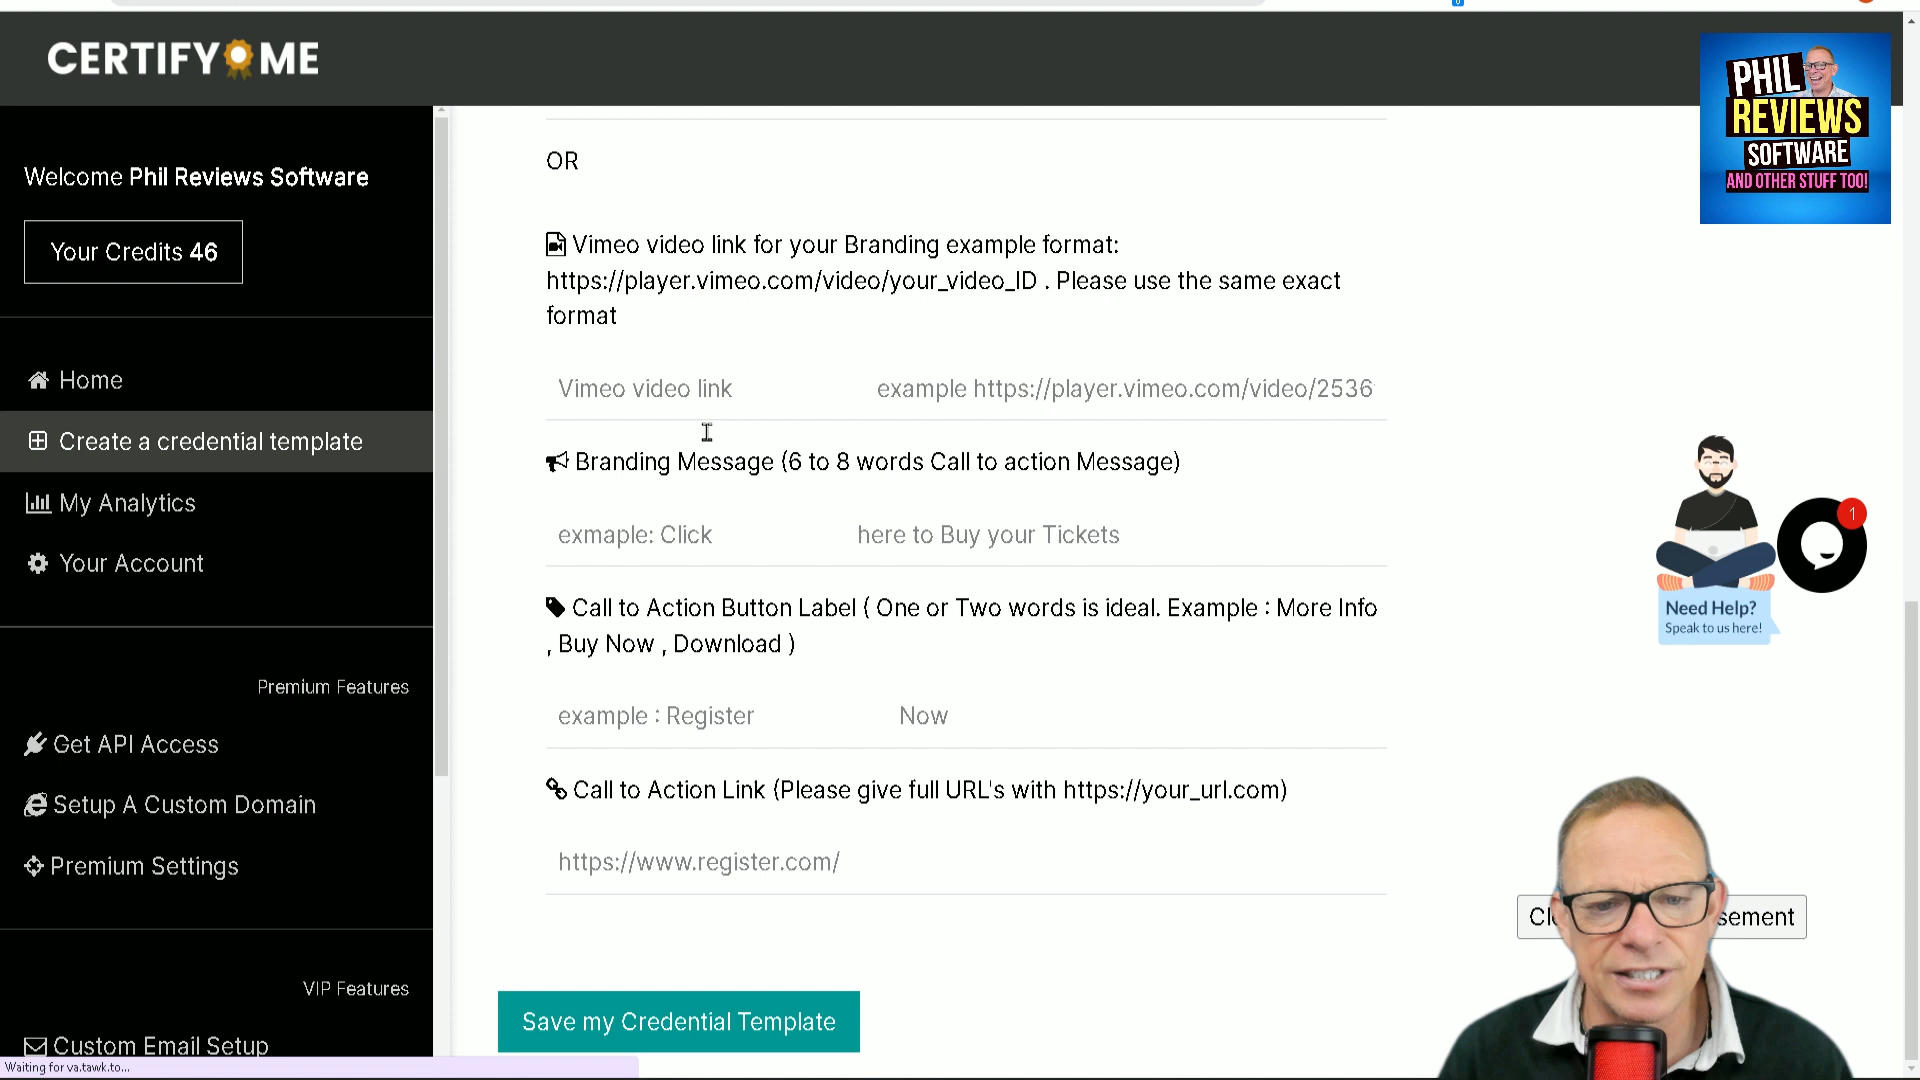 CERTIFY ME
PHIL
REVIEWS
SOFTWARE
AND OTHER STUFF TOO!
Welcome Phil Reviews Software
Your Credits 46
Home
Create a credential template
My Analytics
Your Account
Premium Features
Get API Access
Setup A Custom Domain
Premium Settings
VIP Features
Custom Email Setup
Waiting for va.tawk.to...
OR
Vimeo video link for your Branding example format:
https://player.vimeo.com/video/your_video_ID . Please use the same exact
format
Vimeo video link example https://player.vimeo.com/video/2536
Branding Message (6 to 8 words Call to action Message)
exmaple: Click here to Buy your Tickets
Call to Action Button Label ( One or Two words is ideal. Example : More Info
, Buy Now , Download )
example : Register Now
Call to Action Link (Please give full URL's with https://your_url.com)
https://www.register.com/
Save my Credential Template
1
Need Help?
Speak to us here!